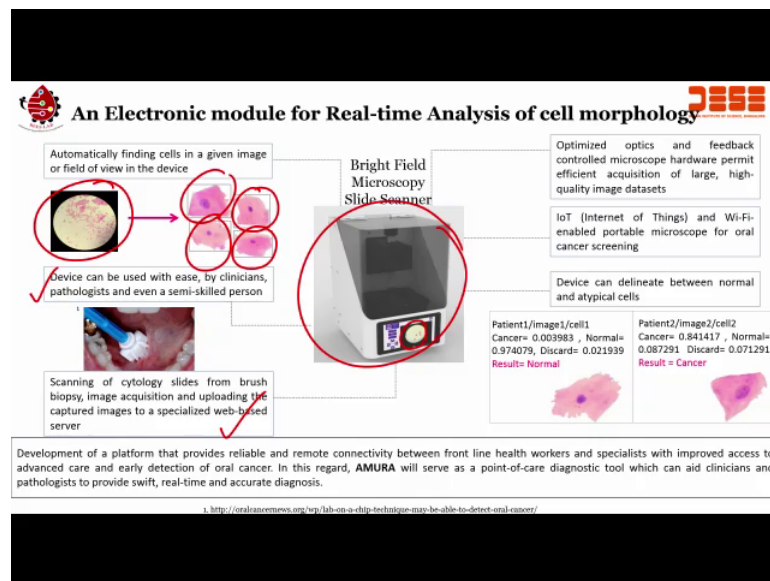 An Electronic module for Real-time Analysis of cell morphology
DESE
Automatically finding cells in a given image
or field of view in the device
Bright Field
Microscopy
Slide Scanner
Optimized optics and feedback
controlled microscope hardware permit
efficient acquisition of large, high-
quality image datasets
IoT (Internet of Things) and Wi-Fi-
enabled portable microscope for oral
cancer screening
Device can be used with ease, by clinicians,
pathologists and even a semi-skilled person
Device can delineate between normal
and atypical cells
1.
Patient1/image1/cell1
Cancer= 0.003983 , Normal=
0.974079, Discard= 0.021939
Result= Normal
Patient2/image2/cell2
Cancer= 0.841417 , Normal=
0.087291 Discard= 0.071291
Result = Cancer
Scanning of cytology slides from brush
biopsy, image acquisition and uploading the
captured images to a specialized web-based
server
Development of a platform that provides reliable and remote connectivity between front line health workers and specialists with improved access to
advanced care and early detection of oral cancer. In this regard, AMURA will serve as a point-of-care diagnostic tool which can aid clinicians and
pathologists to provide swift, real-time and accurate diagnosis.
1. http://oralcancernews.org/wp/lab-on-a-chip-technique-may-be-able-to-detect-oral-cancer/